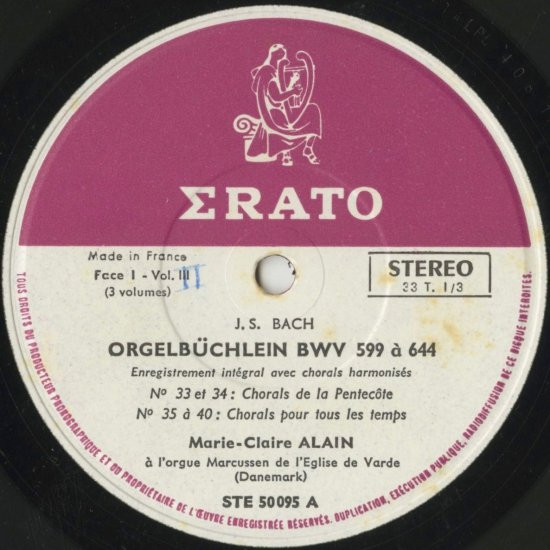 ΣRATO
Made in France
Face 1 - Vol. III
II
(3 volumes)
STEREO
33 T. 1/3
J. S. BACH
ORGELBÜCHLEIN BWV 599 à 644
Enregistrement intégral avec chorals harmonisés
Nº 33 et 34 : Chorals de la Pentecôte
Nº 35 à 40 : Chorals pour tous les temps
Marie-Claire ALAIN
à l'orgue Marcussen de l'Eglise de Varde
(Danemark)
STE 50095 A
TOUS DROITS DU PRODUCTEUR PHONOGRAPHIQUE ET DU PROPRIÉTAIRE DE L'ŒUVRE ENREGISTRÉE RÉSERVÉS. DUPLICATION, EXÉCUTION PUBLIQUE, RADIODIFFUSION DE CE DISQUE INTERDITES.